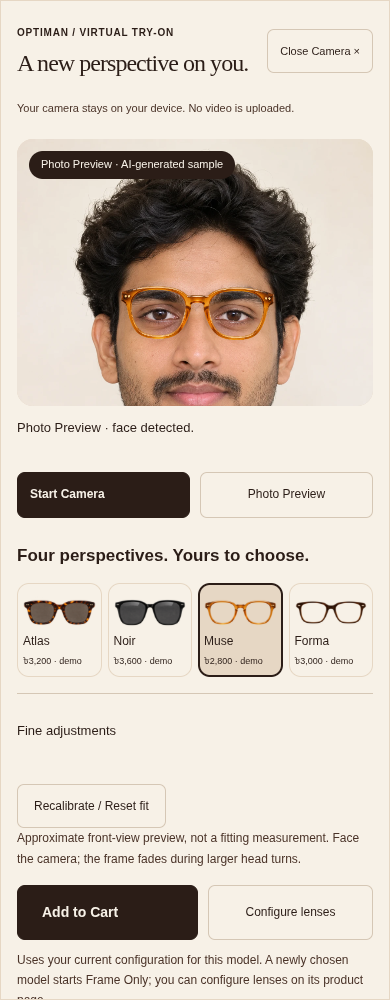 OPTIMAN / VIRTUAL TRY-ON
A new perspective on you.
Close Camera ×
Your camera stays on your device. No video is uploaded.
Photo Preview · AI-generated sample
Photo Preview · face detected.
Start Camera
Photo Preview
Four perspectives. Yours to choose.
Atlas
৳3,200 · demo
Noir
৳3,600 · demo
Muse
৳2,800 · demo
Forma
৳3,000 · demo
Fine adjustments
Recalibrate / Reset fit
Approximate front-view preview, not a fitting measurement. Face
the camera; the frame fades during larger head turns.
Add to Cart
Configure lenses
Uses your current configuration for this model. A newly chosen
model starts Frame Only; you can configure lenses on its product
page.